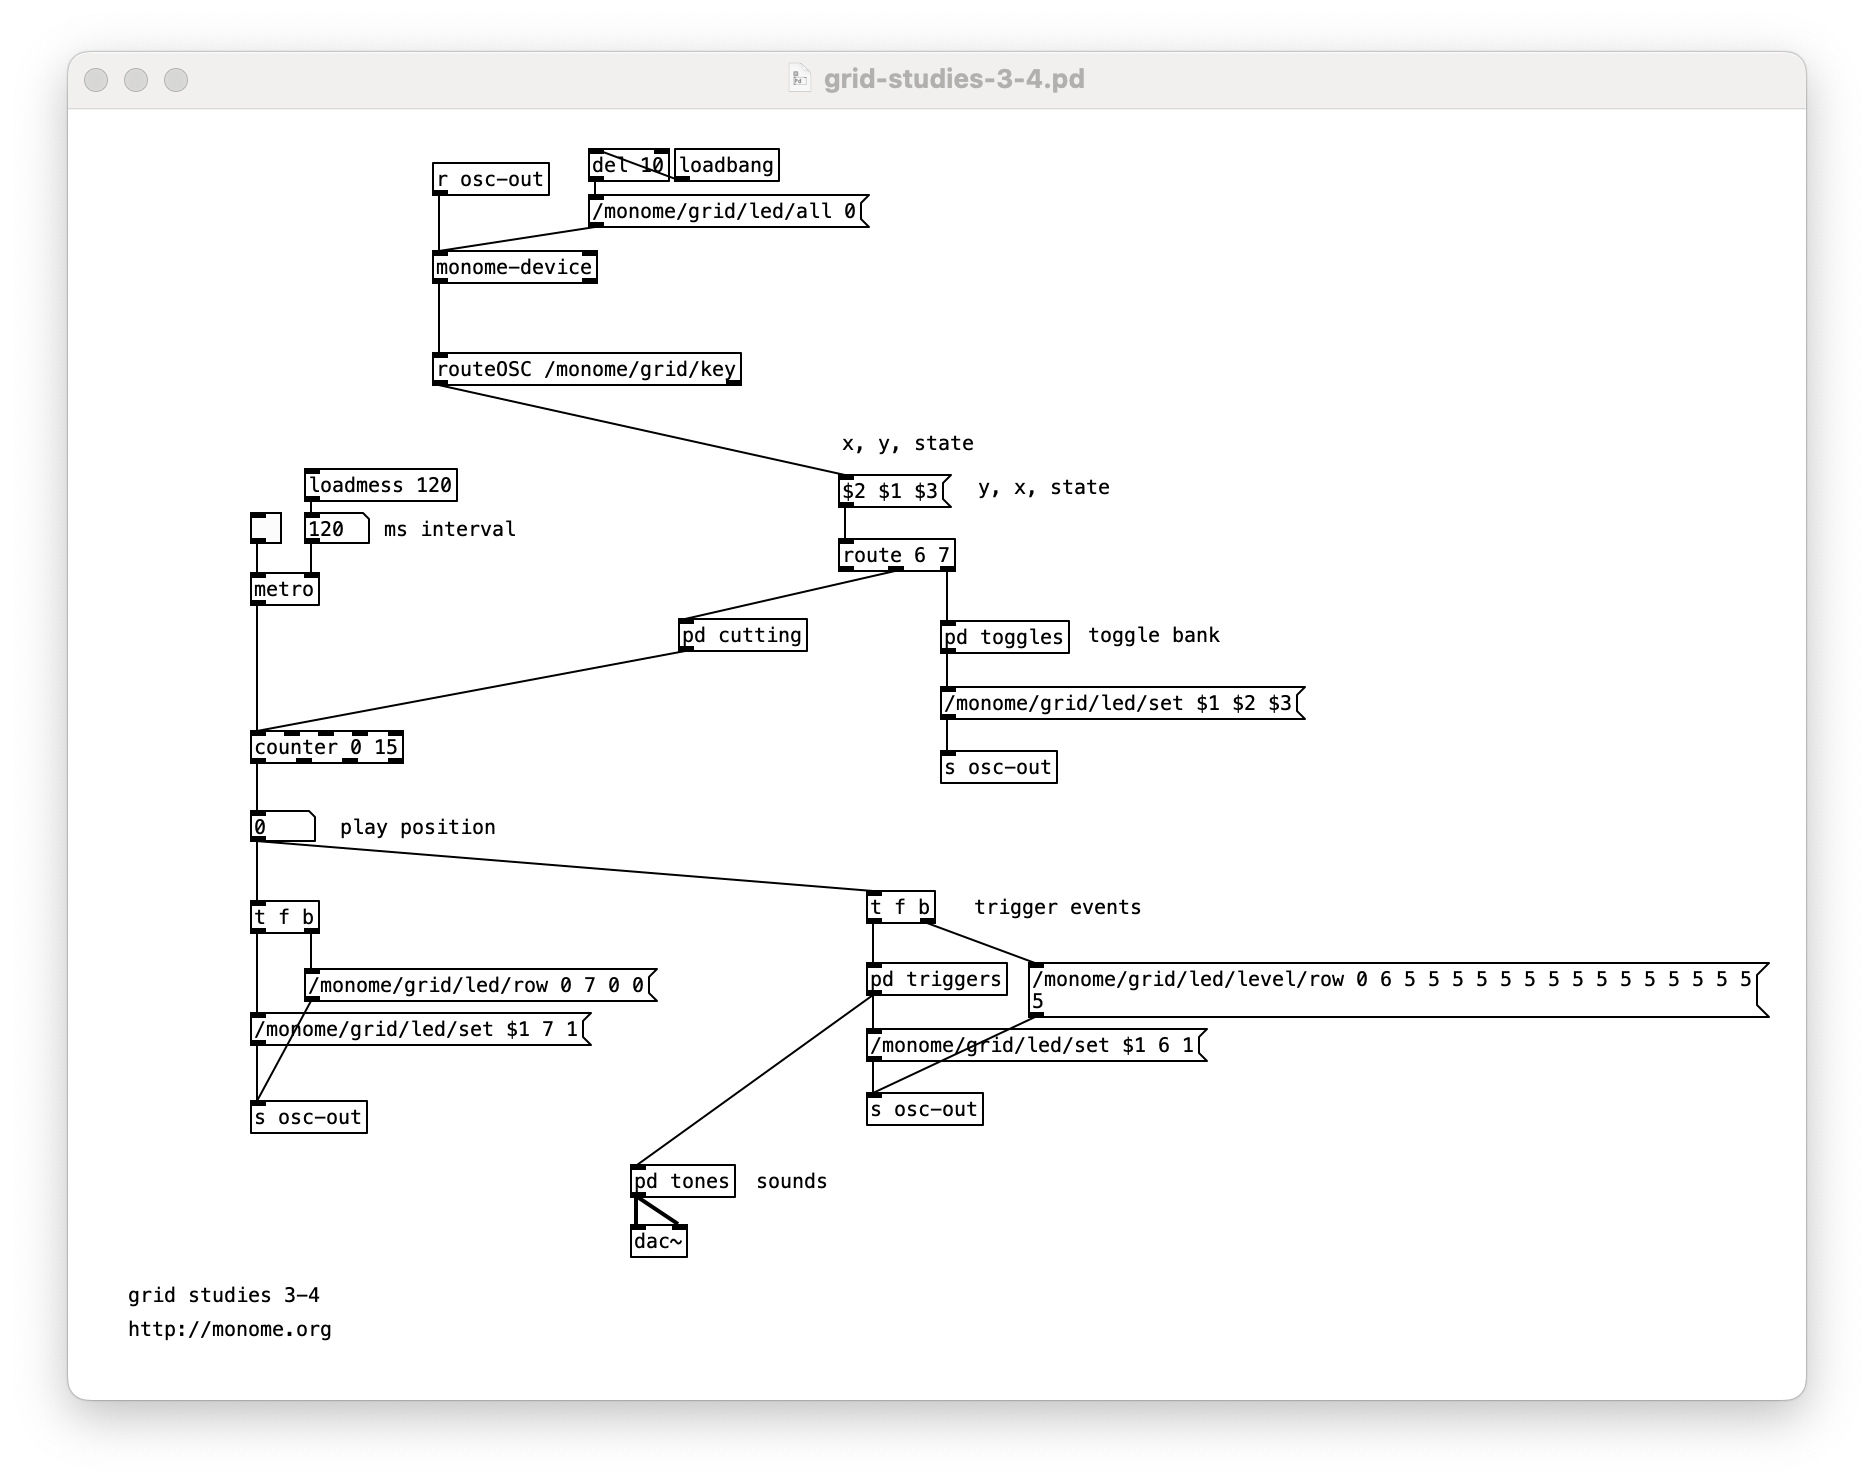 grid-studies-3-4.pd
del 10
loadbang
r osc-out
/monome/grid/led/all 0
monome-device
routeOSC /monome/grid/key
x, y, state
loadmess 120
$2 $1 $3
y, x, state
120
ms interval
route 6 7
metro
pd cutting
pd toggles
toggle bank
/monome/grid/led/set $1 $2 $3
counter 0 15
s osc-out
0
play position
t f b
trigger events
t f b
pd triggers
/monome/grid/led/level/row 0 6 5 5 5 5 5 5 5 5 5 5 5 5 5 5 5
5
/monome/grid/led/row 0 7 0 0
/monome/grid/led/set $1 7 1
/monome/grid/led/set $1 6 1
s osc-out
s osc-out
pd tones
sounds
dac~
grid studies 3-4
http://monome.org